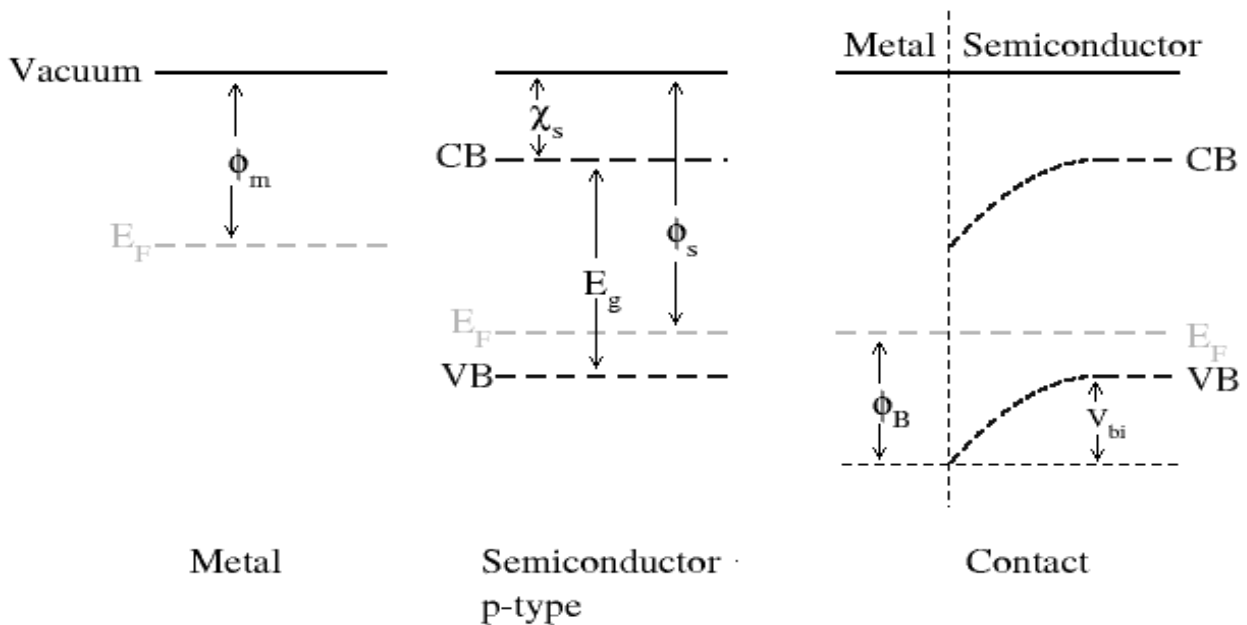 Metal Semiconductor
Vacuum
χs
CB
CB
ϕm
EF
ϕs
Eg
EF
EF
VB
VB
ϕB
Vbi
Metal
Semiconductor
p-type
Contact